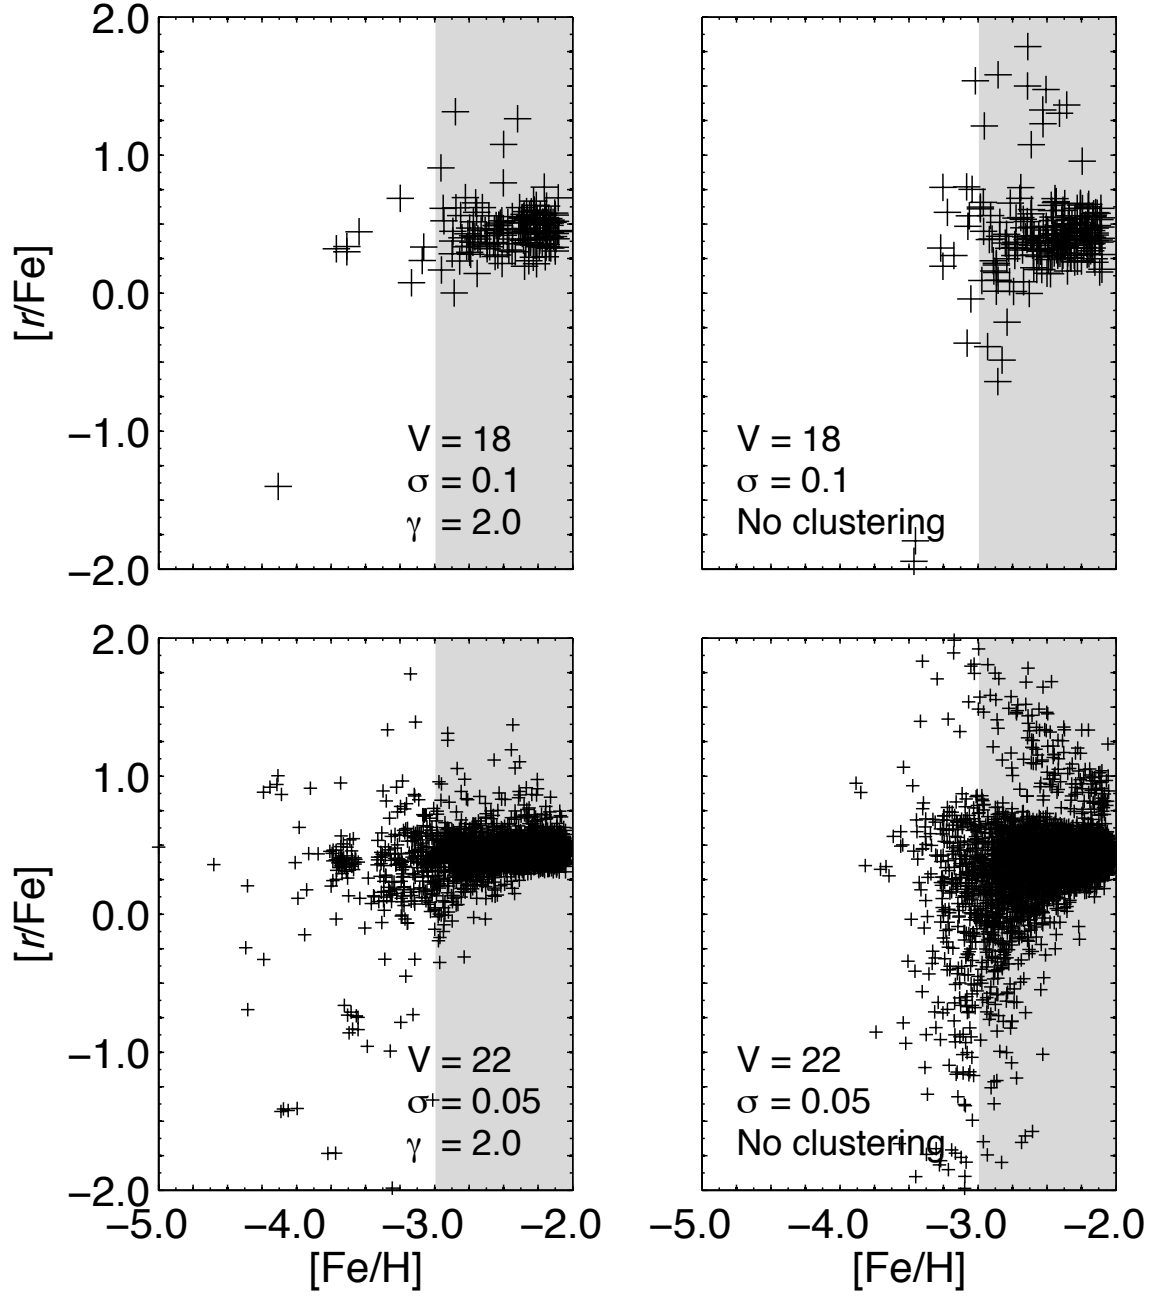 2.0
1.0
0.0
−1.0
−2.0
[r/Fe]
V = 18
σ = 0.1
γ = 2.0
V = 18
σ = 0.1
No clustering
2.0
1.0
0.0
−1.0
−2.0
[r/Fe]
V = 22
σ = 0.05
γ = 2.0
V = 22
σ = 0.05
No clustering
−5.0 −4.0 −3.0 −2.0
−5.0 −4.0 −3.0 −2.0
[Fe/H]
[Fe/H]